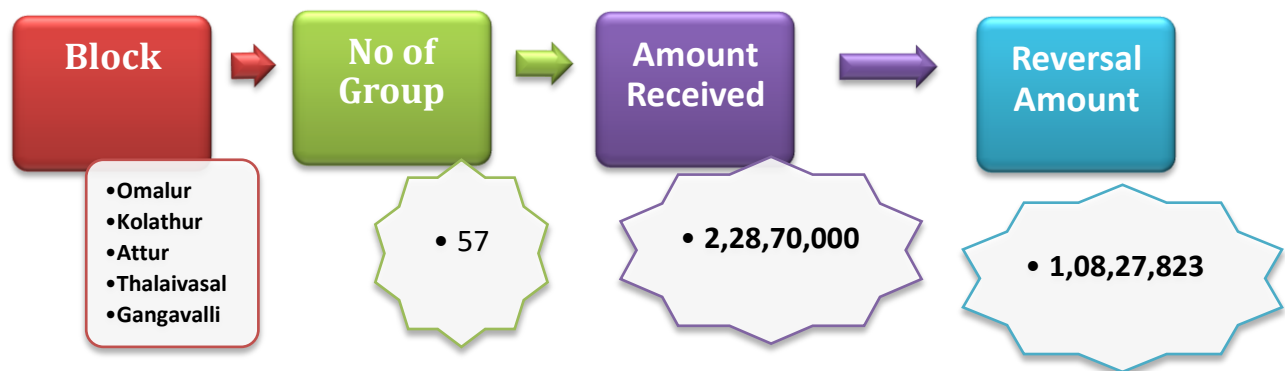 Block
•Omalur
•Kolathur
•Attur
•Thalaivasal
•Gangavalli
No of
Group
• 57
Amount
Received
• 2,28,70,000
Reversal
Amount
• 1,08,27,823